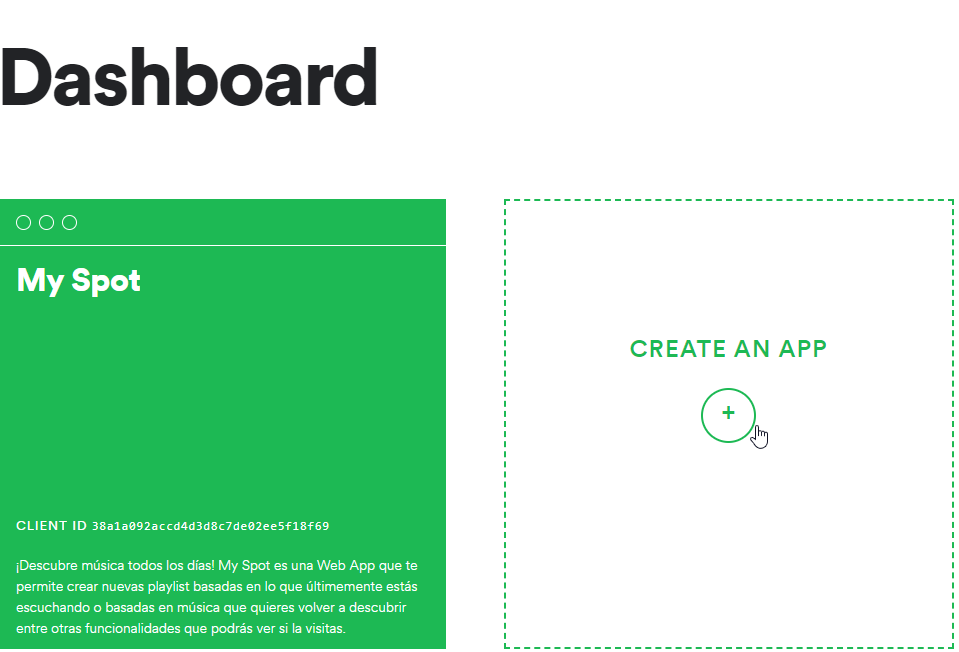 Dashboard
My Spot
CREATE AN APP
+
CLIENT ID 38a1a092accd4d3d8c7de02ee5f18f69
¡Descubre música todos los días! My Spot es una Web App que te
permite crear nuevas playlist basadas en lo que últimemente estás
escuchando o basadas en música que quieres volver a descubrir
entre otras funcionalidades que podrás ver si la visitas.